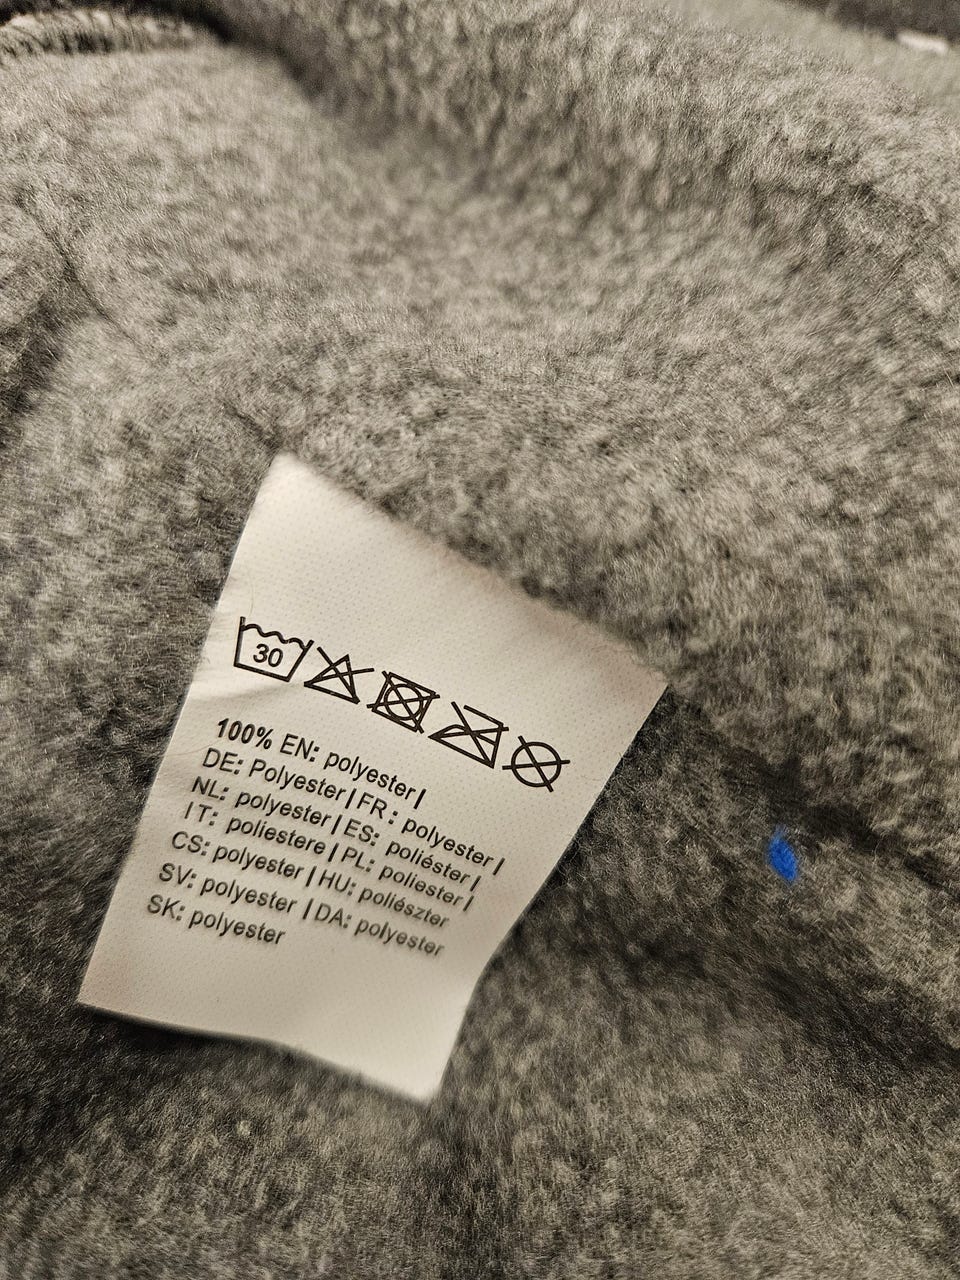 30
100% EN: polyester |
DE: Polyester | FR : polyester |
NL: polyester | ES: poliéster |
IT: poliestere | PL: poliester |
CS: polyester | HU: poliészter
SV: polyester | DA: polyester
SK: polyester